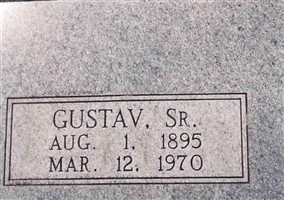 GUSTAV, SR.
AUG. 1, 1895
MAR. 12, 1970